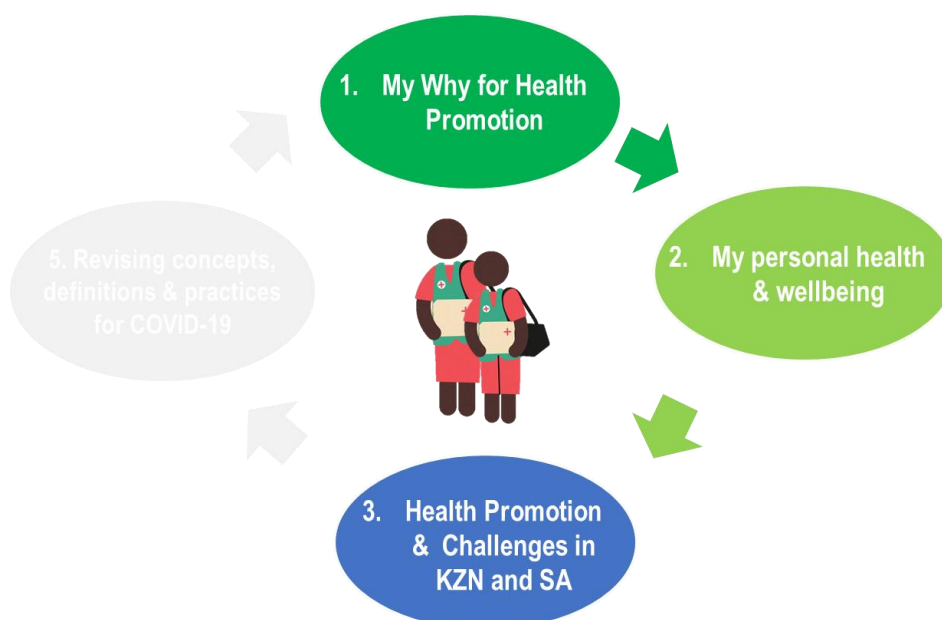 1. My Why for Health
Promotion
2. My personal health
& wellbeing
3. Health Promotion
& Challenges in
KZN and SA
5. Revising concepts,
definitions & practices
for COVID-19